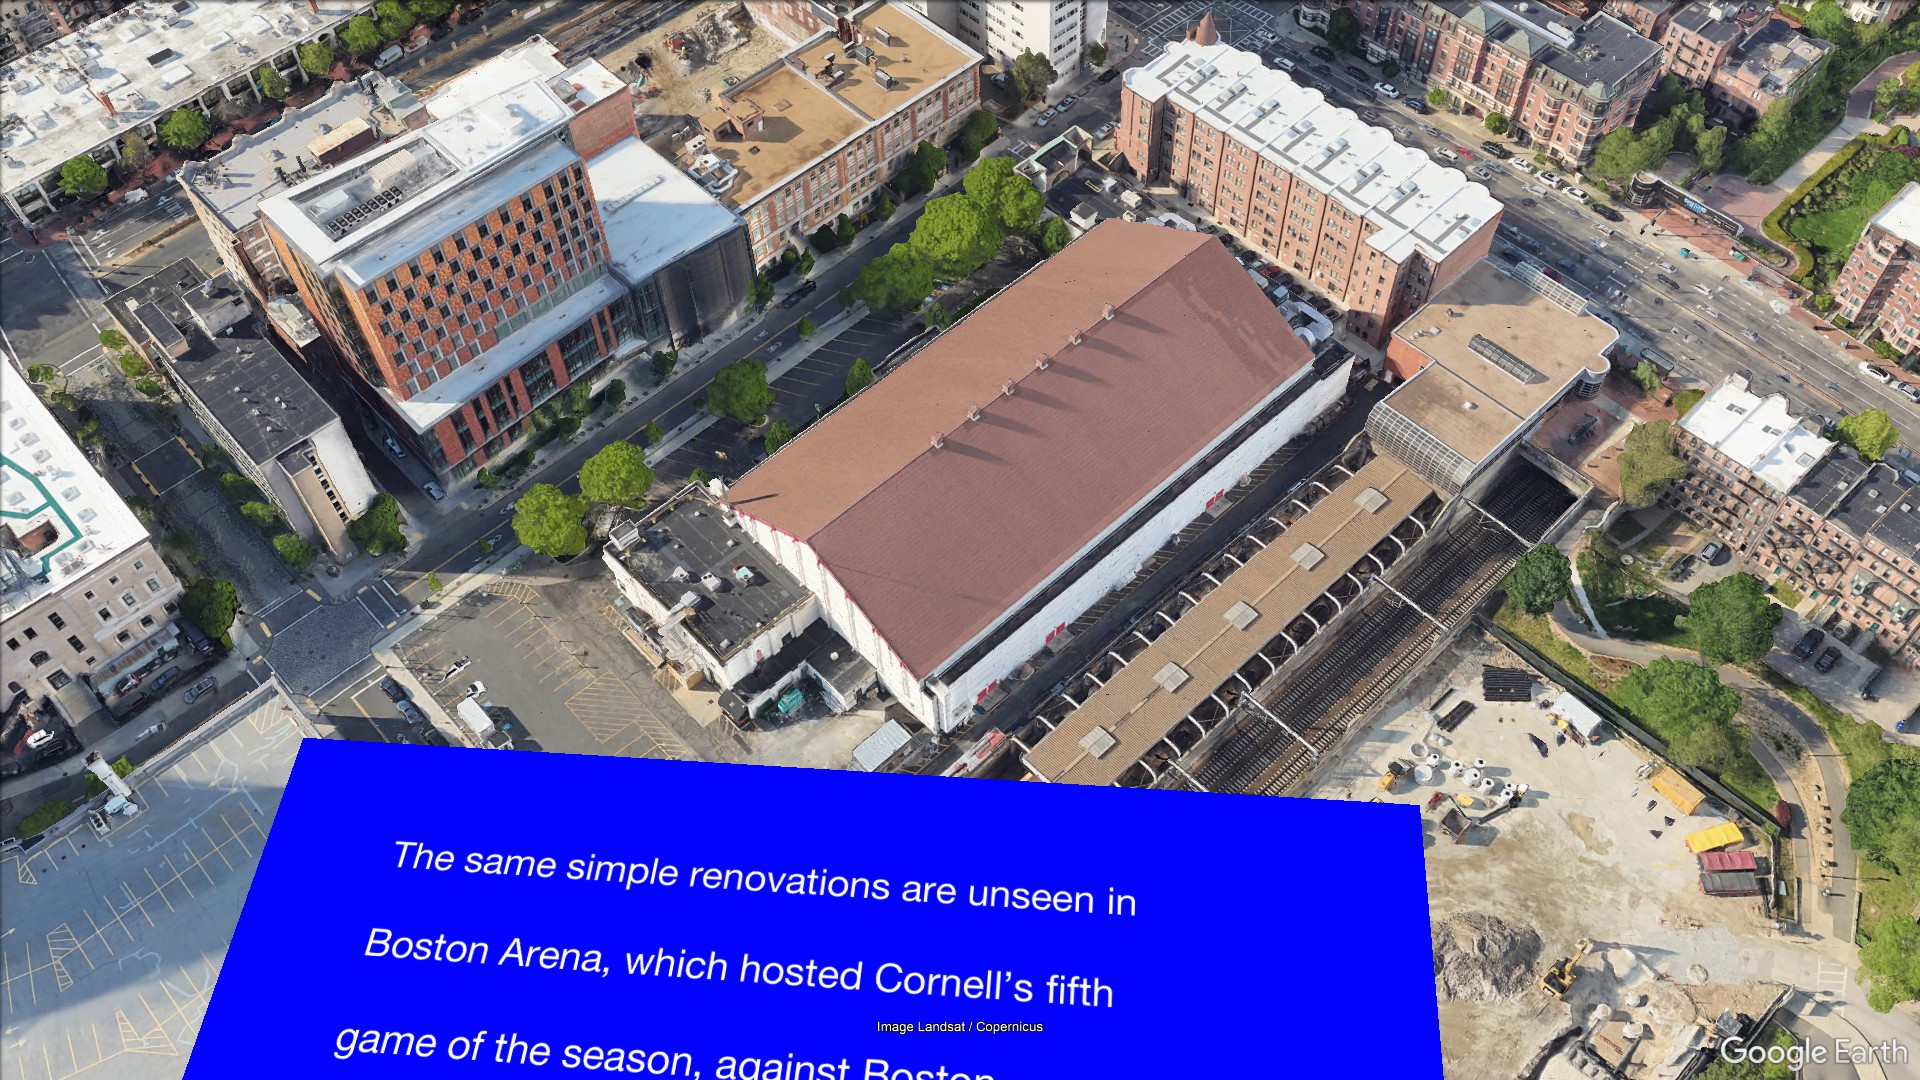 The same simple renovations are unseen in
Boston Arena, which hosted Cornell’s fifth
game of the season, against Boston
Image Landsat / Copernicus
Google Earth